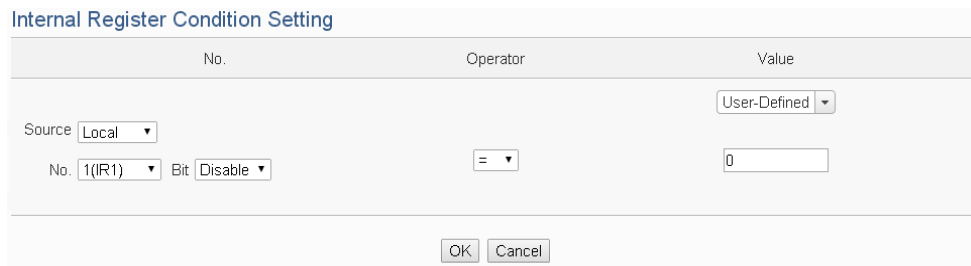 Internal Register Condition Setting
No. Operator Value
User-Defined
Source Local
No. 1(IR1) Bit Disable = 0
OK Cancel